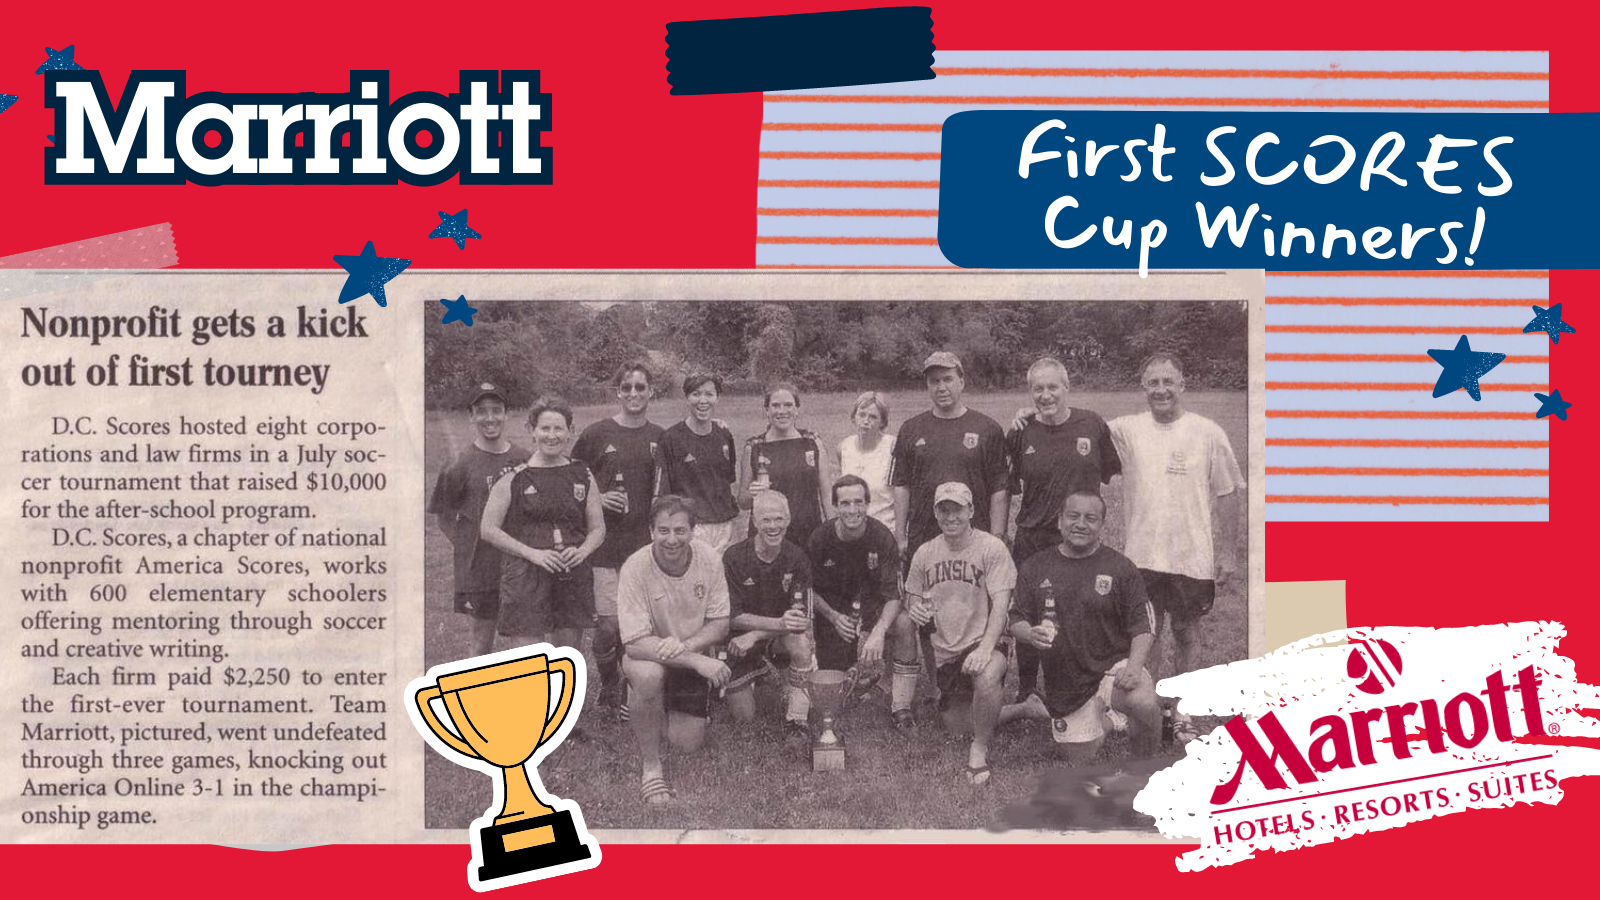 Marriott
First SCORES
Cup Winners!
Nonprofit gets a kick
out of first tourney
D.C. Scores hosted eight corpo-
rations and law firms in a July soc-
cer tournament that raised $10,000
for the after-school program.
D.C. Scores, a chapter of national
nonprofit America Scores, works
with 600 elementary schoolers
offering mentoring through soccer
and creative writing.
Each firm paid $2,250 to enter
the first-ever tournament. Team
Marriott, pictured, went undefeated
through three games, knocking out
America Online 3-1 in the champi-
onship game.
LINSLY
Marriott®
HOTELS · RESORTS · SUITES